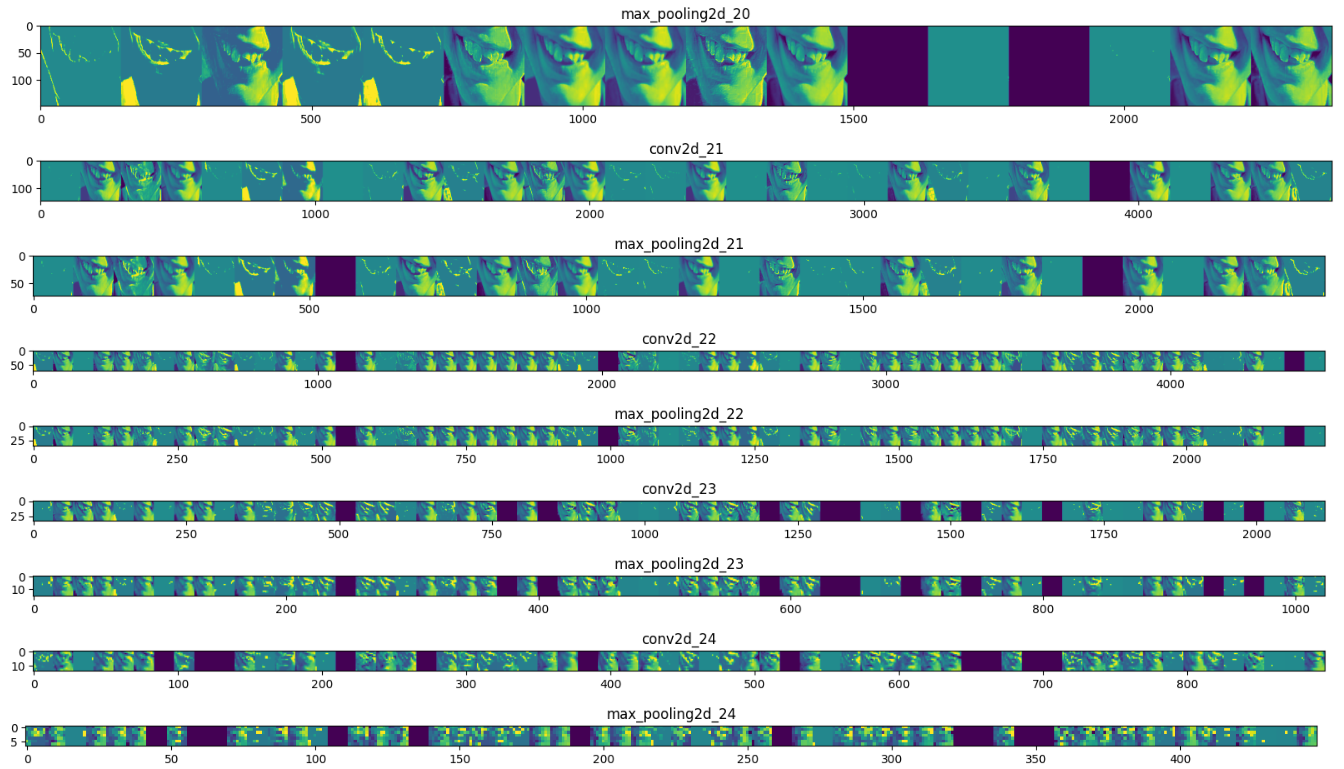 max_pooling2d_20
0
50
100
0 500 1000 1500 2000
conv2d_21
0
100
0 1000 2000 3000 4000
max_pooling2d_21
0
50
0 500 1000 1500 2000
conv2d_22
0
50
0 1000 2000 3000 4000
max_pooling2d_22
0
25
0 250 500 750 1000 1250 1500 1750 2000
conv2d_23
0
25
0 250 500 750 1000 1250 1500 1750 2000
max_pooling2d_23
0
10
0 200 400 600 800 1000
conv2d_24
0
10
0 100 200 300 400 500 600 700 800
max_pooling2d_24
0
5
0 50 100 150 200 250 300 350 400